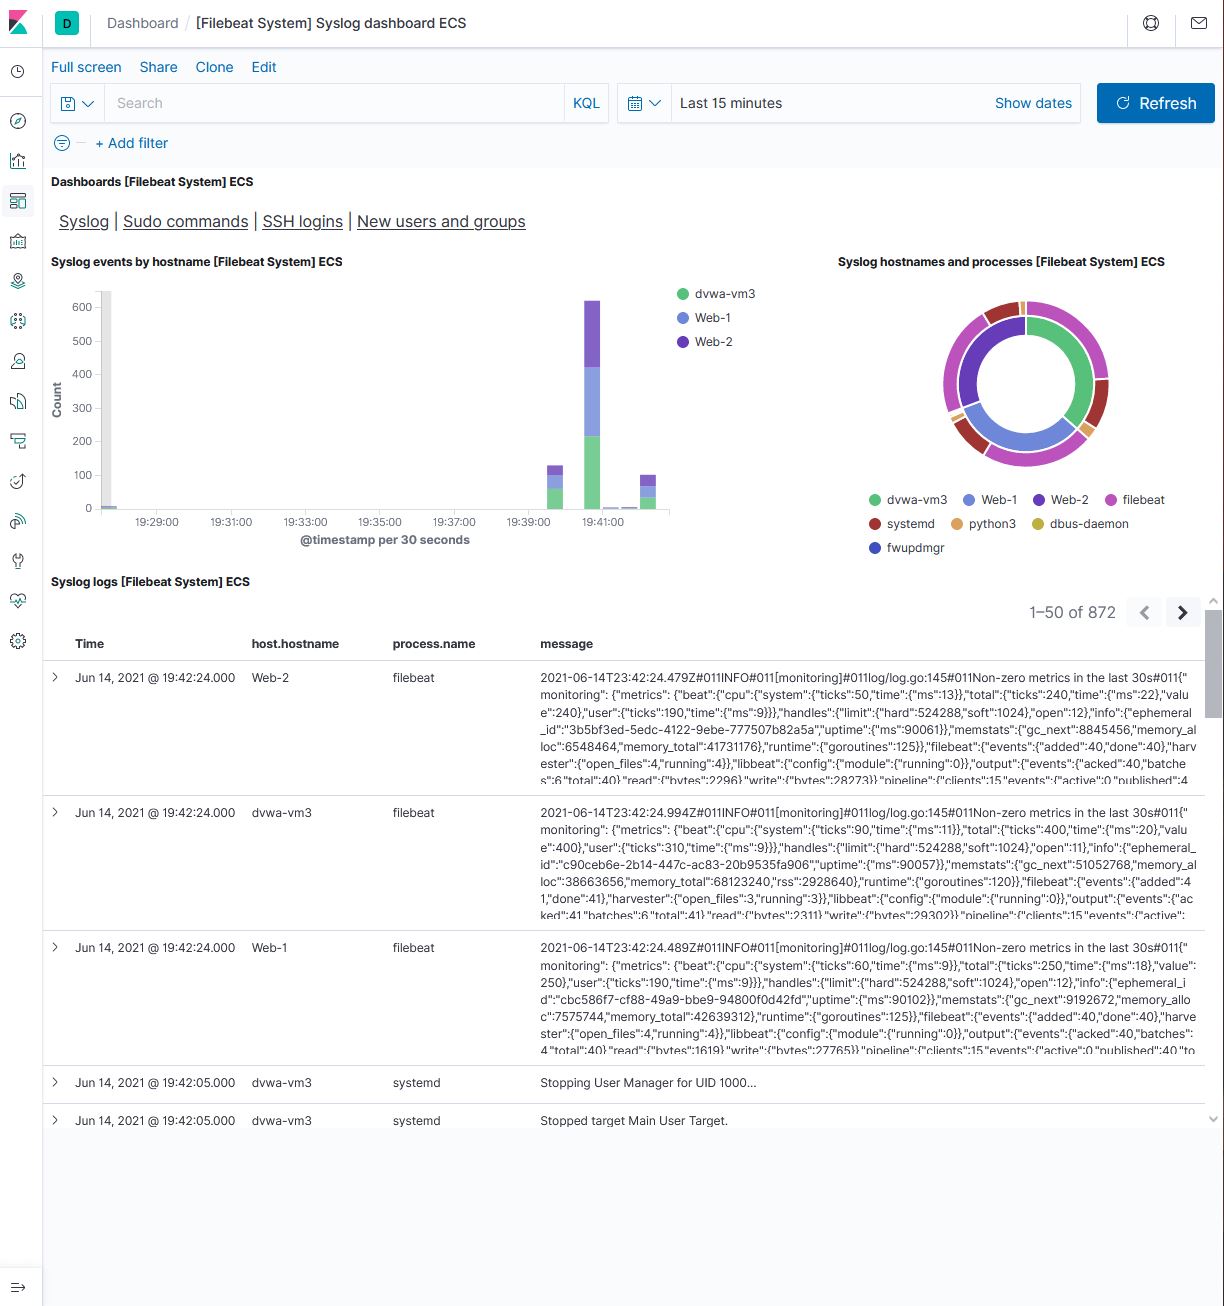 D Dashboard / [Filebeat System] Syslog dashboard ECS
Full screen Share Clone Edit
Search KQL Last 15 minutes Show dates Refresh
+ Add filter
Dashboards [Filebeat System] ECS
Syslog | Sudo commands | SSH logins | New users and groups
Syslog events by hostname [Filebeat System] ECS
600
500
400
300
200
100
0
Count
19:29:00 19:31:00 19:33:00 19:35:00 19:37:00 19:39:00 19:41:00
@timestamp per 30 seconds
dvwa-vm3
Web-1
Web-2
Syslog hostnames and processes [Filebeat System] ECS
dvwa-vm3 Web-1 Web-2 filebeat
systemd python3 dbus-daemon
fwupdmgr
Syslog logs [Filebeat System] ECS
1–50 of 872
Time host.hostname process.name message
Jun 14, 2021 @ 19:42:24.000 Web-2 filebeat 2021-06-14T23:42:24.479Z#011INFO#011[monitoring]#011log/log.go:145#011Non-zero metrics in the last 30s#011{"
monitoring": {"metrics": {"beat":{"cpu":{"system":{"ticks":50,"time":{"ms":13}},"total":{"ticks":240,"time":{"ms":22},"valu
e":240},"user":{"ticks":190,"time":{"ms":9}}},"handles":{"limit":{"hard":524288,"soft":1024},"open":12},"info":{"ephemeral
_id":"3b5bf3ed-5edc-4122-9ebe-777507b82a5a","uptime":{"ms":90061}},"memstats":{"gc_next":8845456,"memory_al
loc":6548464,"memory_total":41731176},"runtime":{"goroutines":125}},"filebeat":{"events":{"added":40,"done":40},"harv
ester":{"open_files":4,"running":4}},"libbeat":{"config":{"module":{"running":0}},"output":{"events":{"acked":40,"batche
s":6,"total":40},"read":{"bytes":2296},"write":{"bytes":28273}},"pipeline":{"clients":15,"events":{"active":0,"published":4
Jun 14, 2021 @ 19:42:24.000 dvwa-vm3 filebeat 2021-06-14T23:42:24.994Z#011INFO#011[monitoring]#011log/log.go:145#011Non-zero metrics in the last 30s#011{"
monitoring": {"metrics": {"beat":{"cpu":{"system":{"ticks":90,"time":{"ms":11}},"total":{"ticks":400,"time":{"ms":20},"valu
e":400},"user":{"ticks":310,"time":{"ms":9}}},"handles":{"limit":{"hard":524288,"soft":1024},"open":11},"info":{"ephemeral_
id":"c90ceb6e-2b14-447c-ac83-20b9535fa906","uptime":{"ms":90057}},"memstats":{"gc_next":51052768,"memory_al
loc":38663656,"memory_total":68123240,"rss":2928640},"runtime":{"goroutines":120}},"filebeat":{"events":{"added":4
1,"done":41},"harvester":{"open_files":3,"running":3}},"libbeat":{"config":{"module":{"running":0}},"output":{"events":{"ac
ked":41,"batches":6,"total":41},"read":{"bytes":2311},"write":{"bytes":29302}},"pipeline":{"clients":15,"events":{"active":
Jun 14, 2021 @ 19:42:24.000 Web-1 filebeat 2021-06-14T23:42:24.489Z#011INFO#011[monitoring]#011log/log.go:145#011Non-zero metrics in the last 30s#011{"
monitoring": {"metrics": {"beat":{"cpu":{"system":{"ticks":60,"time":{"ms":9}},"total":{"ticks":250,"time":{"ms":18},"value":
250},"user":{"ticks":190,"time":{"ms":9}}},"handles":{"limit":{"hard":524288,"soft":1024},"open":12},"info":{"ephemeral_i
d":"cbc586f7-cf88-49a9-bbe9-94800f0d42fd","uptime":{"ms":90102}},"memstats":{"gc_next":9192672,"memory_allo
c":7575744,"memory_total":42639312},"runtime":{"goroutines":125}},"filebeat":{"events":{"added":40,"done":40},"harve
ster":{"open_files":4,"running":4}},"libbeat":{"config":{"module":{"running":0}},"output":{"events":{"acked":40,"batches":
4,"total":40},"read":{"bytes":1619},"write":{"bytes":27765}},"pipeline":{"clients":15,"events":{"active":0,"published":40,"to
Jun 14, 2021 @ 19:42:05.000 dvwa-vm3 systemd Stopping User Manager for UID 1000...
Jun 14, 2021 @ 19:42:05.000 dvwa-vm3 systemd Stopped target Main User Target.